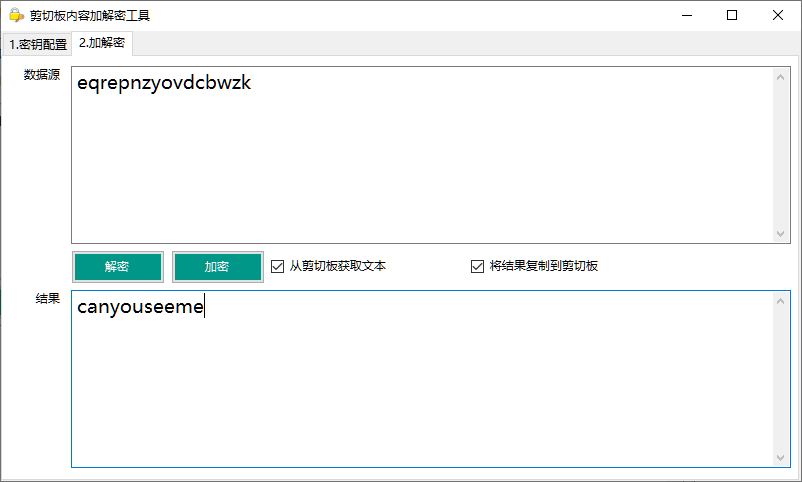 剪切板内容加解密工具
1.密钥配置 2.加解密
数据源
eqrepnzyovdcbwzk
解密 加密 从剪切板获取文本 将结果复制到剪切板
结果
canyouseeme